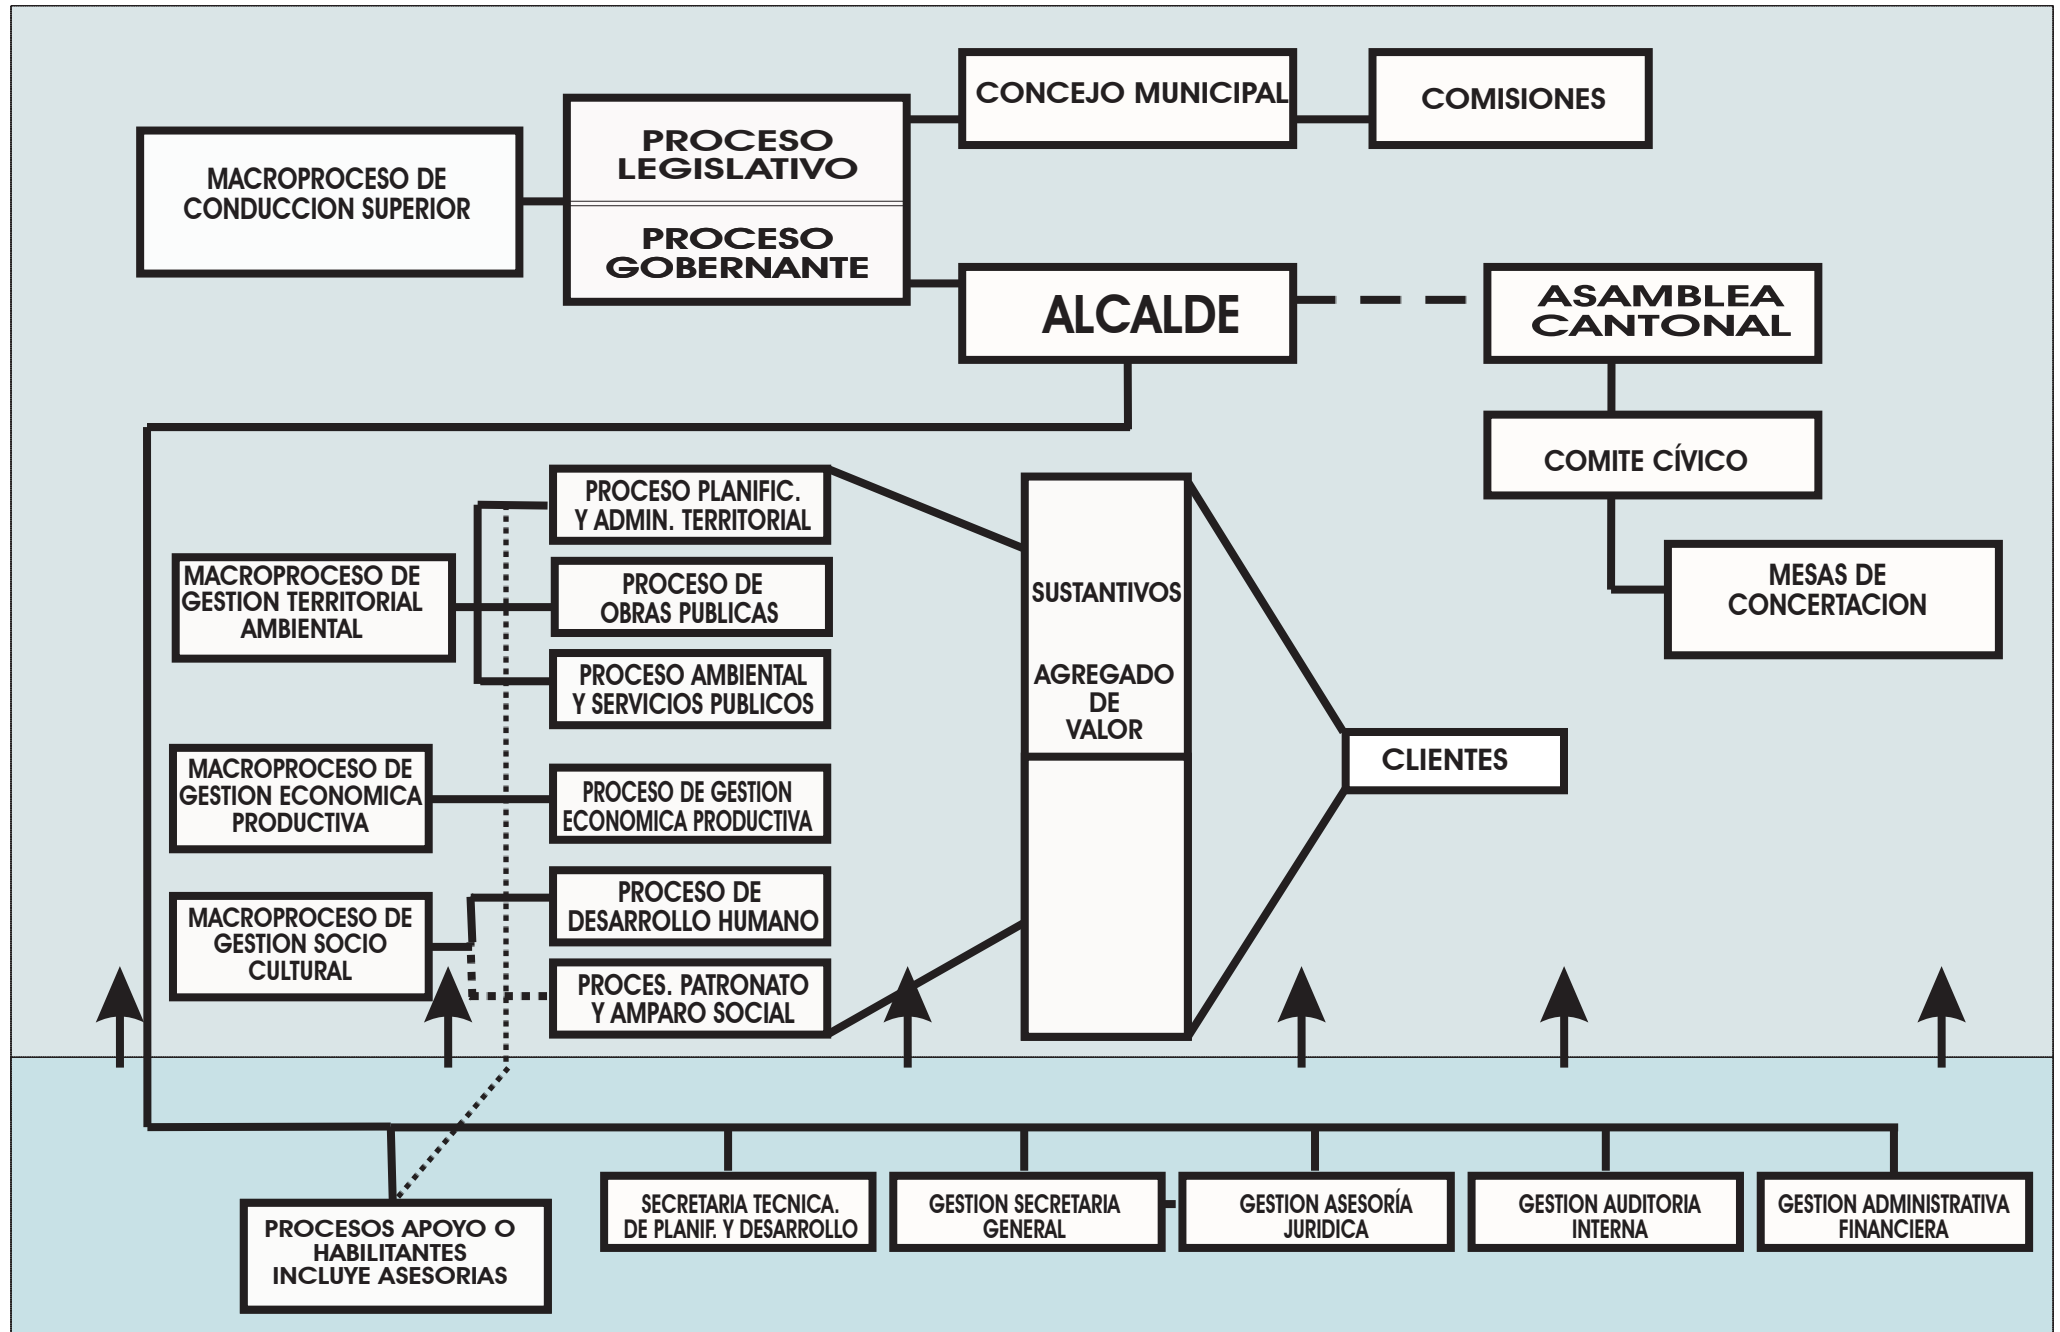 CONCEJO MUNICIPAL
COMISIONES
MACROPROCESO DE
CONDUCCION SUPERIOR
PROCESO
LEGISLATIVO
PROCESO
GOBERNANTE
ALCALDE
ASAMBLEA
CANTONAL
COMITE CÍVICO
MESAS DE
CONCERTACION
MACROPROCESO DE
GESTION TERRITORIAL
AMBIENTAL
PROCESO PLANIFIC.
Y ADMIN. TERRITORIAL
PROCESO DE
OBRAS PUBLICAS
PROCESO AMBIENTAL
Y SERVICIOS PUBLICOS
MACROPROCESO DE
GESTION ECONOMICA
PRODUCTIVA
PROCESO DE GESTION
ECONOMICA PRODUCTIVA
MACROPROCESO DE
GESTION SOCIO
CULTURAL
PROCESO DE
DESARROLLO HUMANO
PROCES. PATRONATO
Y AMPARO SOCIAL
SUSTANTIVOS
AGREGADO
DE
VALOR
CLIENTES
PROCESOS APOYO O
HABILITANTES
INCLUYE ASESORIAS
SECRETARIA TECNICA.
DE PLANIF. Y DESARROLLO
GESTION SECRETARIA
GENERAL
GESTION ASESORÍA
JURIDICA
GESTION AUDITORIA
INTERNA
GESTION ADMINISTRATIVA
FINANCIERA